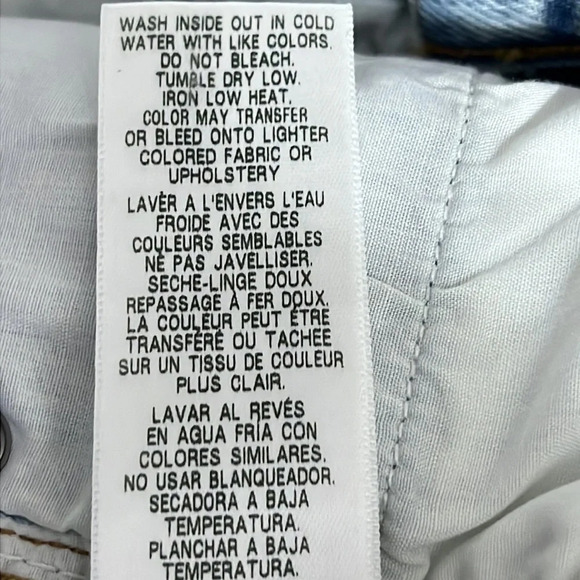 WASH INSIDE OUT IN COLD
WATER WITH LIKE COLORS.
DO NOT BLEACH.
TUMBLE DRY LOW.
IRON LOW HEAT.
COLOR MAY TRANSFER
OR BLEED ONTO LIGHTER
COLORED FABRIC OR
UPHOLSTERY
LAVER A L'ENVERS L'EAU
FROIDE AVEC DES
COULEURS SEMBLABLES
NE PAS JAVELLISER.
SECHE-LINGE DOUX
REPASSAGE À FER DOUX.
LA COULEUR PEUT ÊTRE
TRANSFÉRÉ OU TACHEE
SUR UN TISSU DE COULEUR
PLUS CLAIR.
LAVAR AL REVÉS
EN AGUA FRÍA CON
COLORES SIMILARES.
NO USAR BLANQUEADOR.
SECADORA A BAJA
TEMPERATURA.
PLANCHAR A BAJA
TEMPERATURA.